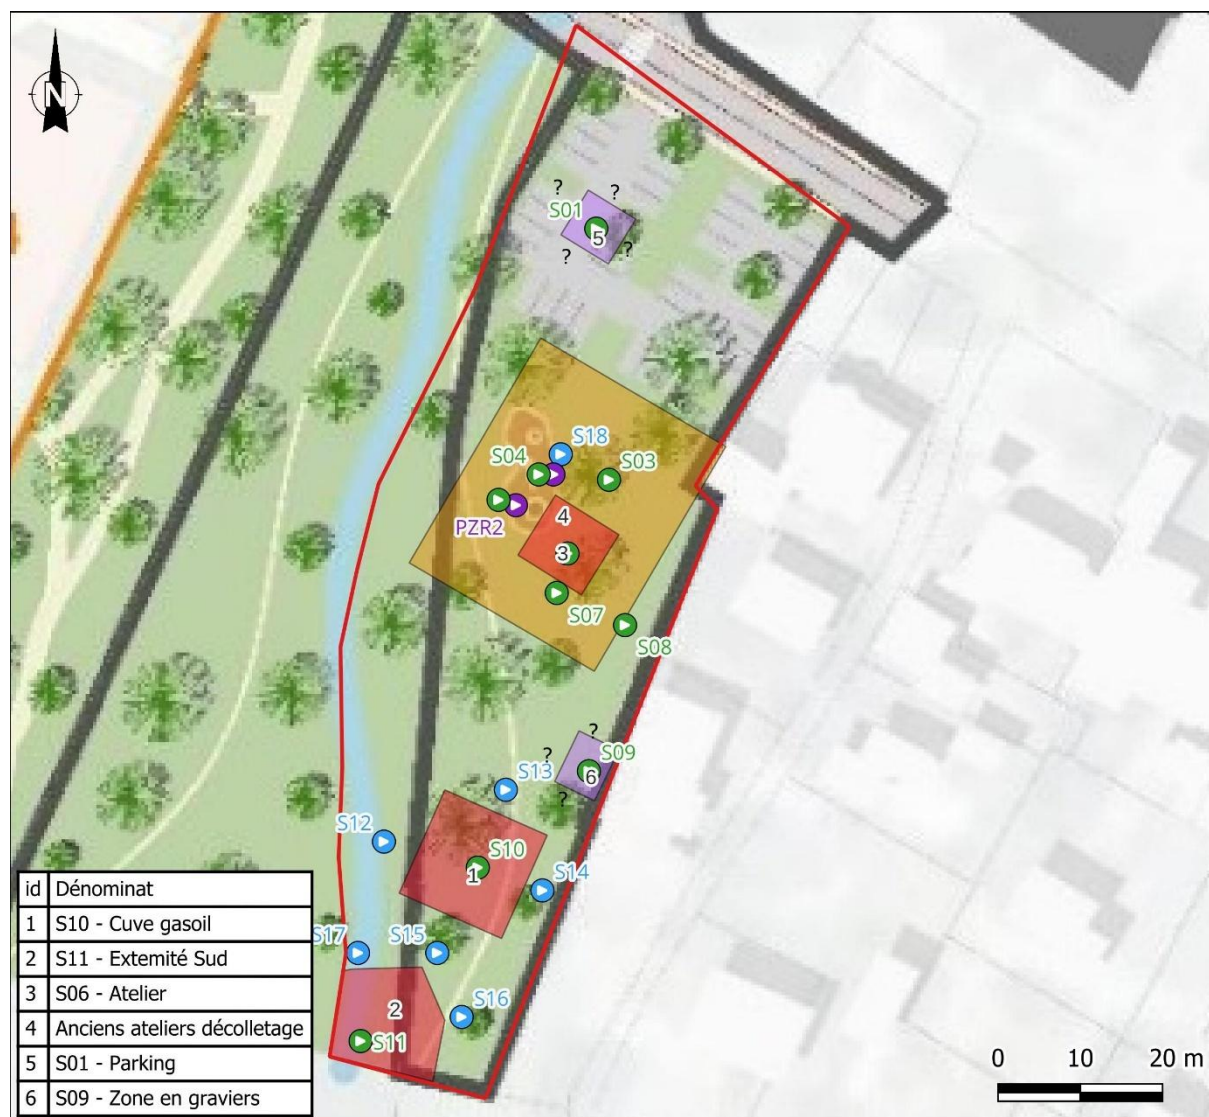 N
?
?
S01
5
?
?
S18
S04
S03
PZR2
4
3
S07
S08
?
S09
?
6
S13
?
S12
S10
1
S14
id Dénominat
1 S10 - Cuve gasoil
2 S11 - Extemité Sud
3 S06 - Atelier
4 Anciens ateliers décolletage
5 S01 - Parking
6 S09 - Zone en graviers
S17
S15
2
S16
S11
0 10 20 m